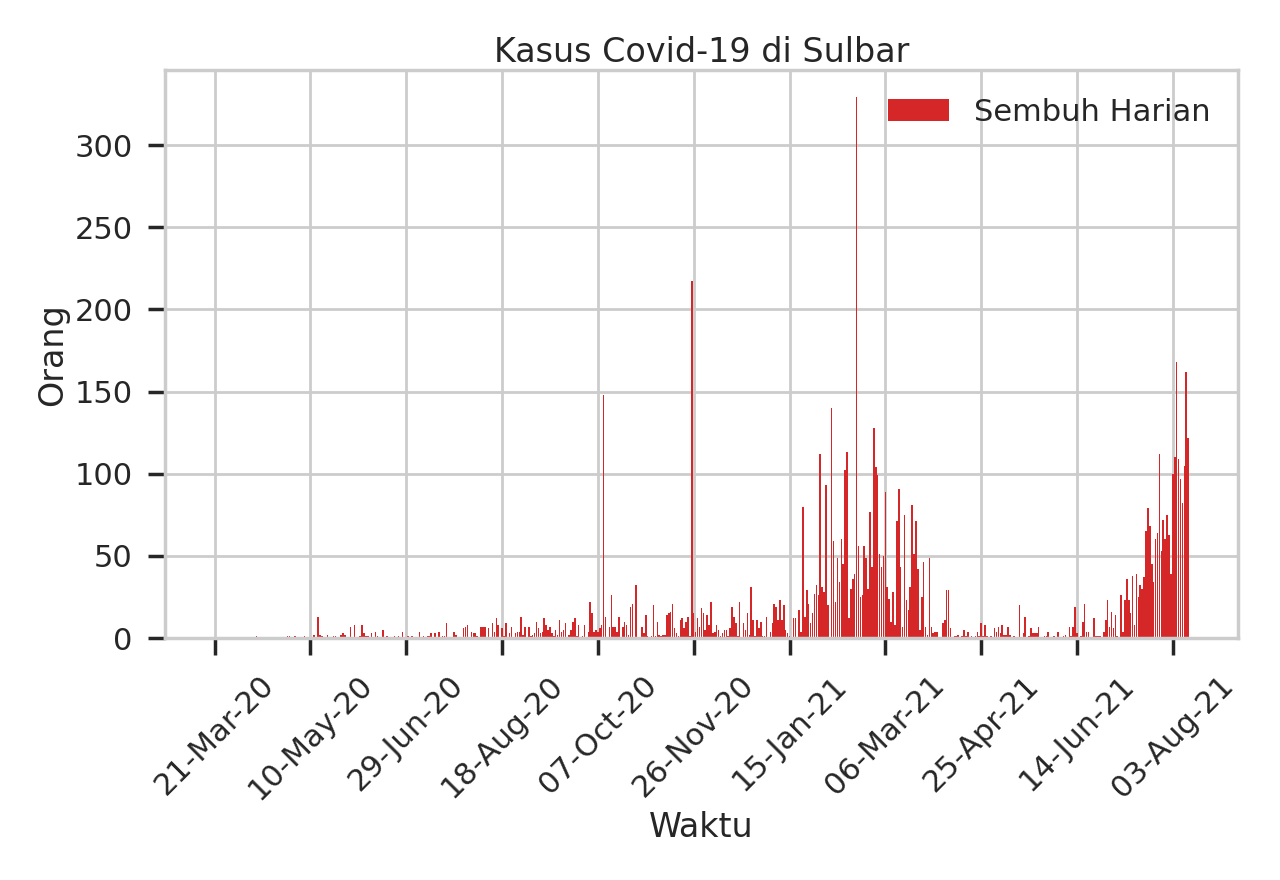 Kasus Covid-19 di Sulbar
Sembuh Harian
300
250
200
150
100
50
0
Orang
21-Mar-20
10-May-20
29-Jun-20
18-Aug-20
07-Oct-20
26-Nov-20
15-Jan-21
06-Mar-21
25-Apr-21
14-Jun-21
03-Aug-21
Waktu